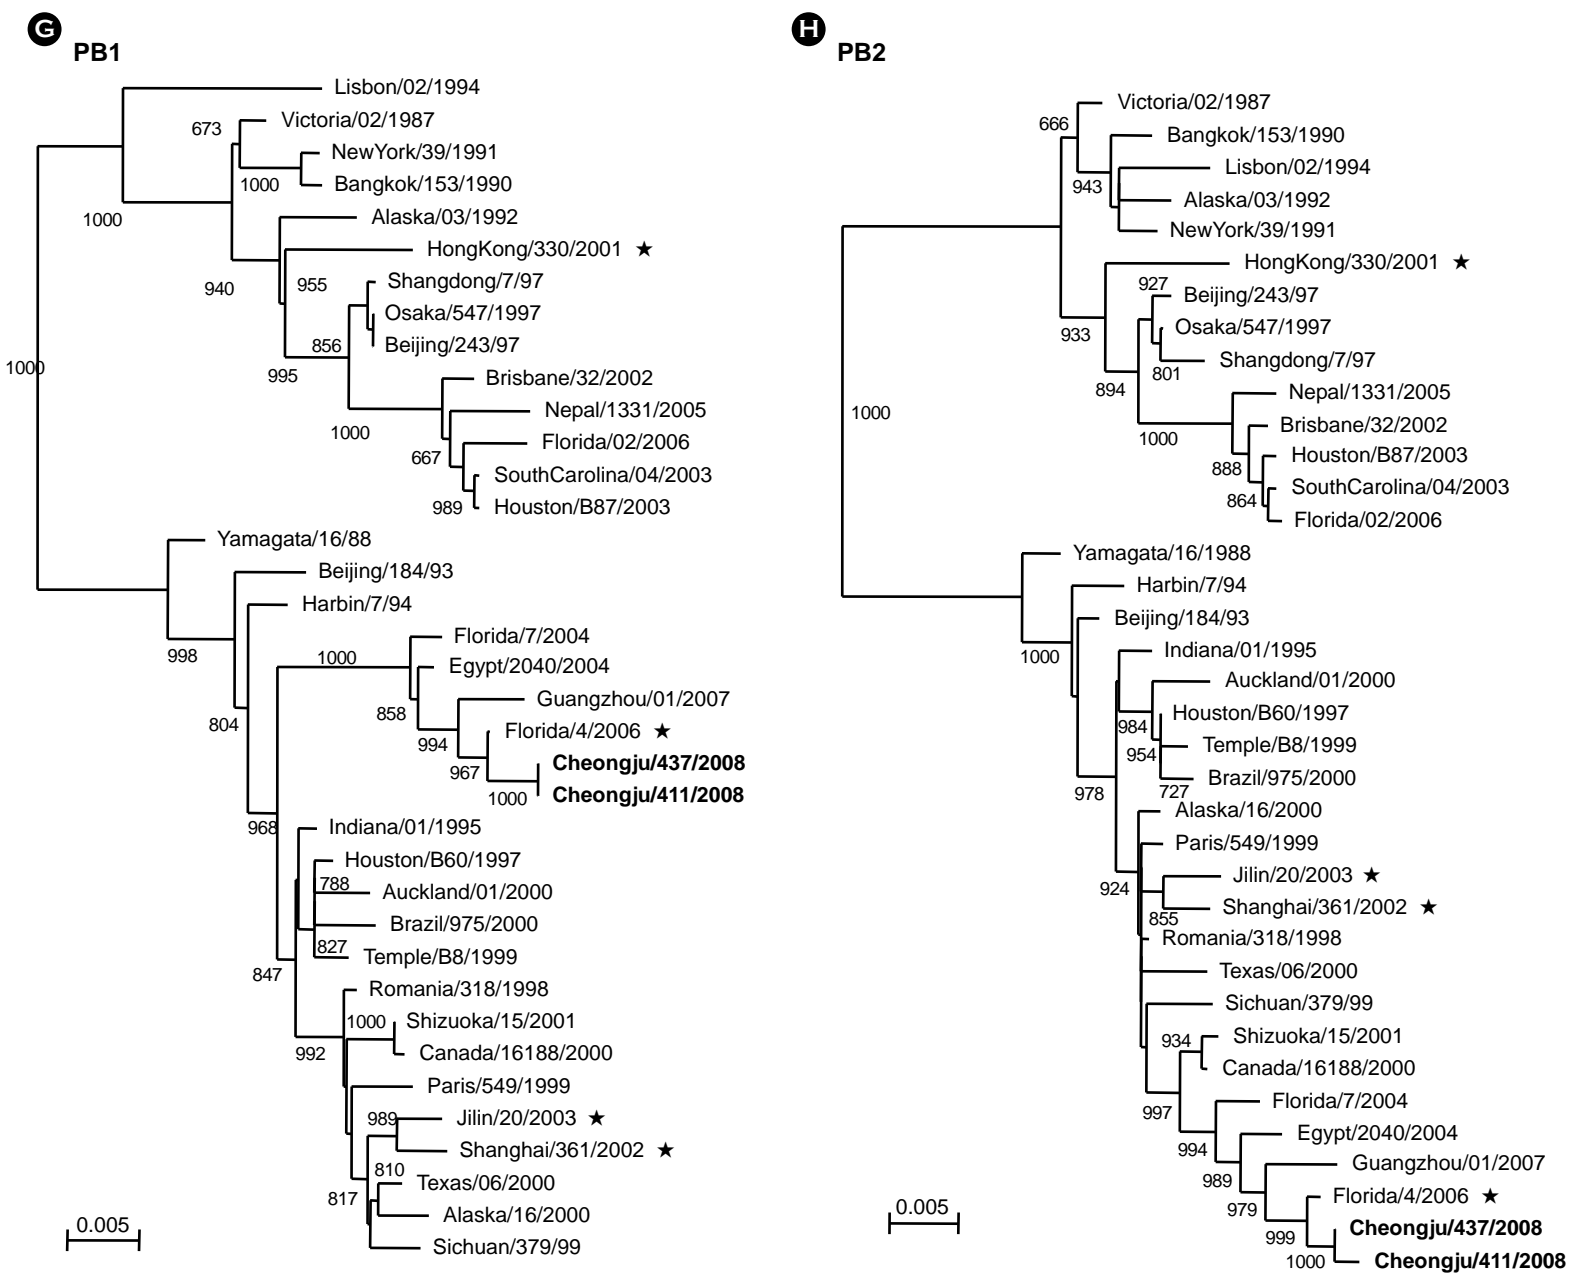 G
PB1
Lisbon/02/1994
Victoria/02/1987
673
NewYork/39/1991
1000
Bangkok/153/1990
1000
Alaska/03/1992
HongKong/330/2001 ★
940
955
Shangdong/7/97
Osaka/547/1997
856
Beijing/243/97
1000
995
Brisbane/32/2002
Nepal/1331/2005
1000
Florida/02/2006
667
SouthCarolina/04/2003
989
Houston/B87/2003
Yamagata/16/88
Beijing/184/93
Harbin/7/94
998
Florida/7/2004
1000
Egypt/2040/2004
Guangzhou/01/2007
858
804
Florida/4/2006 ★
994
Cheongju/437/2008
967
Cheongju/411/2008
1000
968
Indiana/01/1995
Houston/B60/1997
788
Auckland/01/2000
Brazil/975/2000
827
Temple/B8/1999
847
Romania/318/1998
1000
Shizuoka/15/2001
992
Canada/16188/2000
Paris/549/1999
989
Jilin/20/2003 ★
Shanghai/361/2002 ★
810
Texas/06/2000
817
Alaska/16/2000
0.005
Sichuan/379/99
H
PB2
Victoria/02/1987
666
Bangkok/153/1990
Lisbon/02/1994
943
Alaska/03/1992
NewYork/39/1991
HongKong/330/2001 ★
927
Beijing/243/97
Osaka/547/1997
933
Shangdong/7/97
801
894
Nepal/1331/2005
1000
Brisbane/32/2002
1000
Houston/B87/2003
888
SouthCarolina/04/2003
864
Florida/02/2006
Yamagata/16/1988
Harbin/7/94
Beijing/184/93
1000
Indiana/01/1995
Auckland/01/2000
Houston/B60/1997
984
Temple/B8/1999
954
Brazil/975/2000
978
727
Alaska/16/2000
Paris/549/1999
Jilin/20/2003 ★
924
Shanghai/361/2002 ★
855
Romania/318/1998
Texas/06/2000
Sichuan/379/99
934
Shizuoka/15/2001
Canada/16188/2000
Florida/7/2004
997
Egypt/2040/2004
994
Guangzhou/01/2007
989
Florida/4/2006 ★
979
0.005
Cheongju/437/2008
999
Cheongju/411/2008
1000